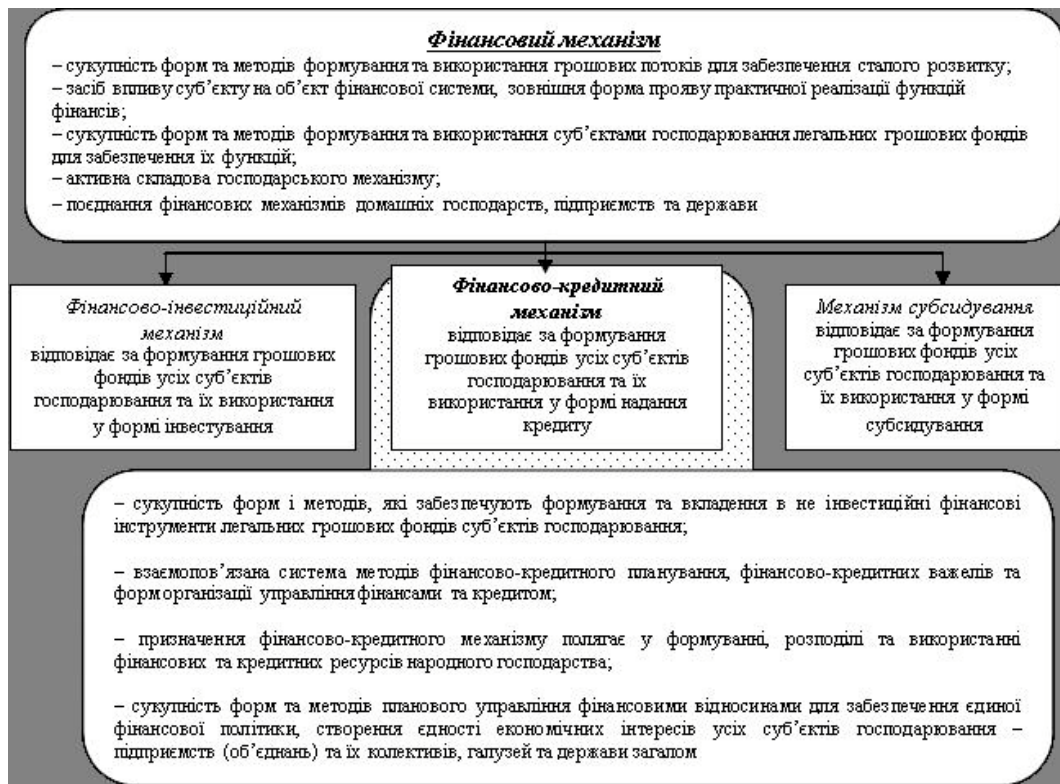 Фінансовий механізм
– сукупність форм та методів формування та використання грошових потоків для забезпечення сталого розвитку;
– засіб впливу суб’єкту на об’єкт фінансової системи, зовнішня форма прояву практичної реалізації функцій
фінансів;
– сукупність форм та методів формування та використання суб’єктами господарювання легальних грошових фондів
для забезпечення їх функцій;
– активна складова господарського механізму;
– поєднання фінансових механізмів домашніх господарств, підприємств та держави
Фінансово-інвестиційний
механізм
відповідає за формування грошових
фондів усіх суб’єктів
господарювання та їх використання
у формі інвестування
Фінансово-кредитний
механізм
відповідає за формування
грошових фондів усіх суб’єктів
господарювання та їх
використання у формі надання
кредиту
Механізм субсидування
відповідає за формування
грошових фондів усіх
суб’єктів господарювання та
їх використання у формі
субсидування
– сукупність форм і методів, які забезпечують формування та вкладення в не інвестиційні фінансові
інструменти легальних грошових фондів суб’єктів господарювання;
– взаємопов’язана система методів фінансово-кредитного планування, фінансово-кредитних важелів та
форм організації управління фінансами та кредитом;
– призначення фінансово-кредитного механізму полягає у формуванні, розподілі та використанні
фінансових та кредитних ресурсів народного господарства;
– сукупність форм та методів планового управління фінансовими відносинами для забезпечення єдиної
фінансової політики, створення єдності економічних інтересів усіх суб’єктів господарювання –
підприємств (об’єднань) та їх колективів, галузей та держави загалом